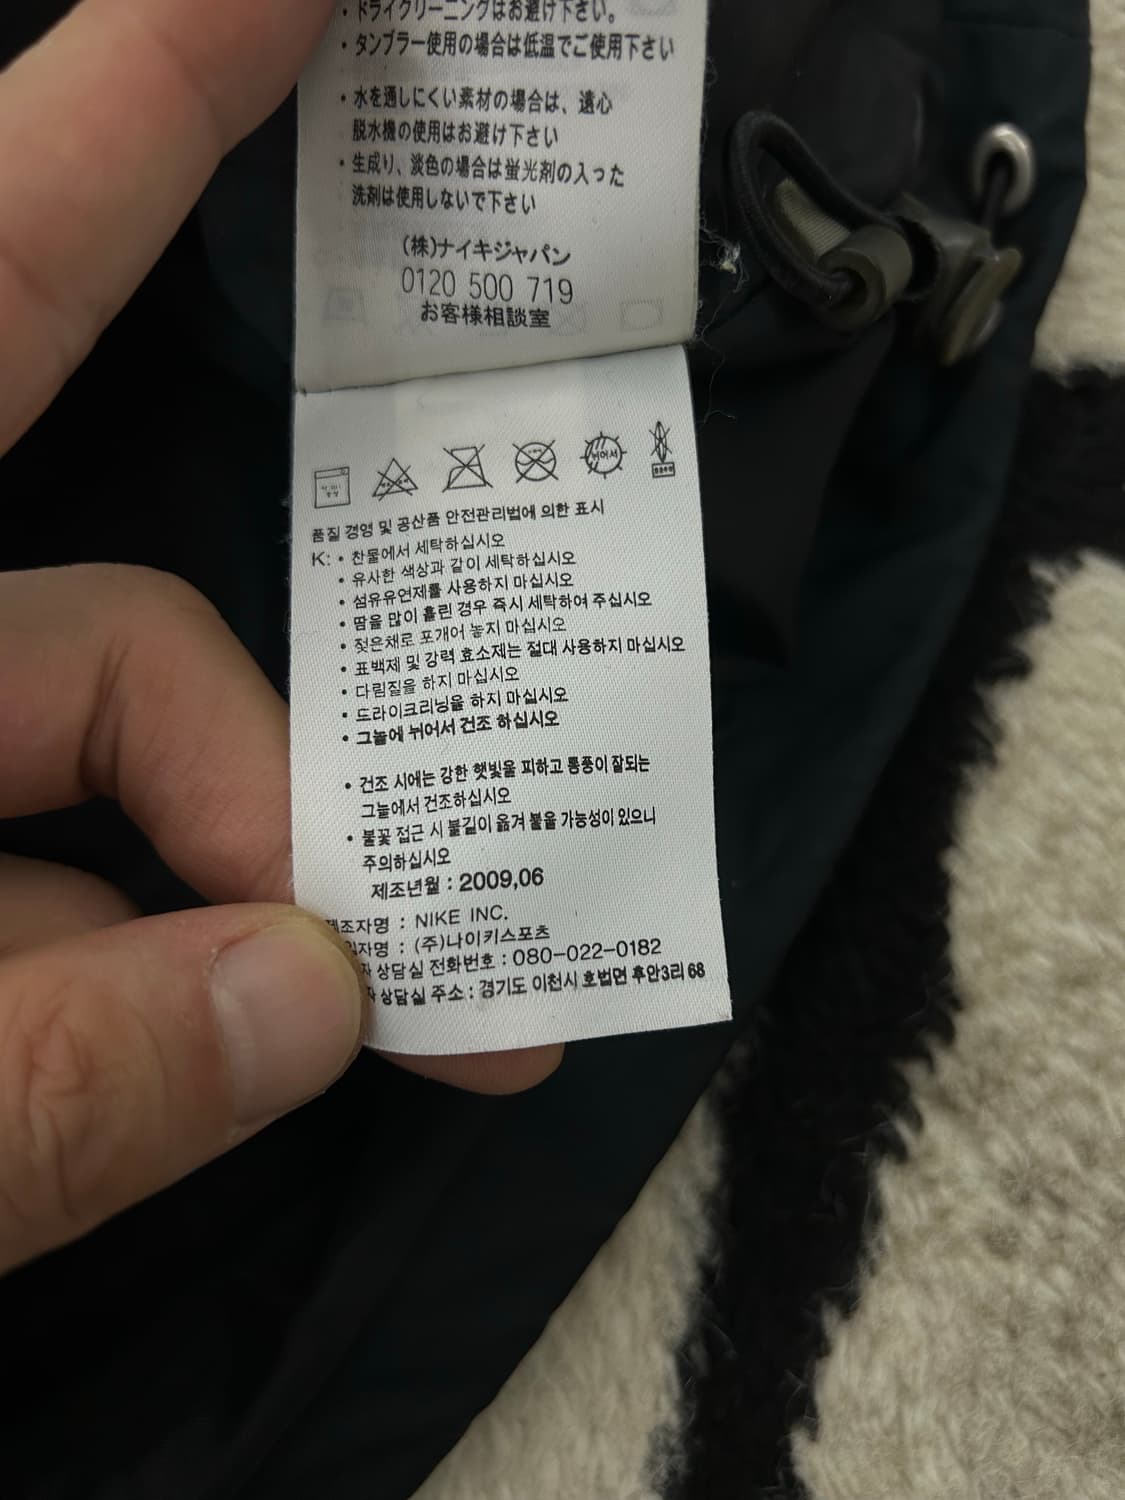 ・ドライクリーニングはお避け下さい。
・タンブラー使用の場合は低温でご使用下さい
・水を通しにくい素材の場合は、遠心
脱水機の使用はお避け下さい
・生成り、淡色の場合は蛍光剤の入った
洗剤は使用しないで下さい
(株)ナイキジャパン
0120 500 719
お客様相談室
뉘어서
품질 경영 및 공산품 안전관리법에 의한 표시
K: • 찬물에서 세탁하십시오
• 유사한 색상과 같이 세탁하십시오
• 섬유유연제를 사용하지 마십시오
• 땀을 많이 흘린 경우 즉시 세탁하여 주십시오
• 젖은채로 포개어 놓지 마십시오
• 표백제 및 강력 효소제는 절대 사용하지 마십시오
• 다림질을 하지 마십시오
• 드라이크리닝을 하지 마십시오
• 그늘에 뉘어서 건조 하십시오
• 건조 시에는 강한 햇빛을 피하고 통풍이 잘되는
그늘에서 건조하십시오
• 불꽃 접근 시 불길이 옮겨 붙을 가능성이 있으니
주의하십시오
제조년월 : 2009,06
제조자명 : NIKE INC.
입자명 : (주)나이키스포츠
자 상담실 전화번호 : 080-022-0182
자 상담실 주소 : 경기도 이천시 호법면 후안3리 68